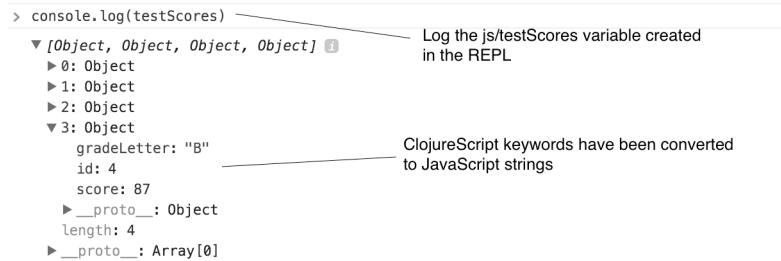 > console.log(testScores)
Log the js/testScores variable created
in the REPL
▼ [Object, Object, Object, Object] i
▶ 0: Object
▶ 1: Object
▶ 2: Object
▼ 3: Object
gradeLetter: "B"
id: 4
score: 87
ClojureScript keywords have been converted
to JavaScript strings
▶ __proto__: Object
length: 4
▶ __proto__: Array[0]